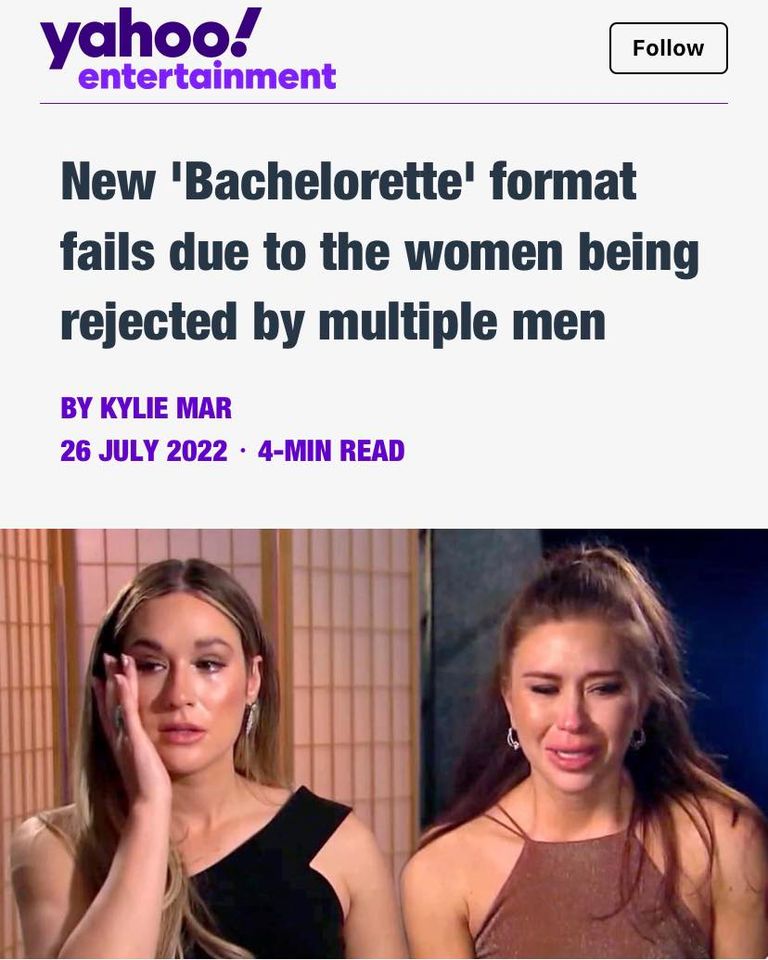 yahoo!
entertainment
Follow
New 'Bachelorette' format
fails due to the women being
rejected by multiple men
BY KYLIE MAR
26 JULY 2022 · 4-MIN READ